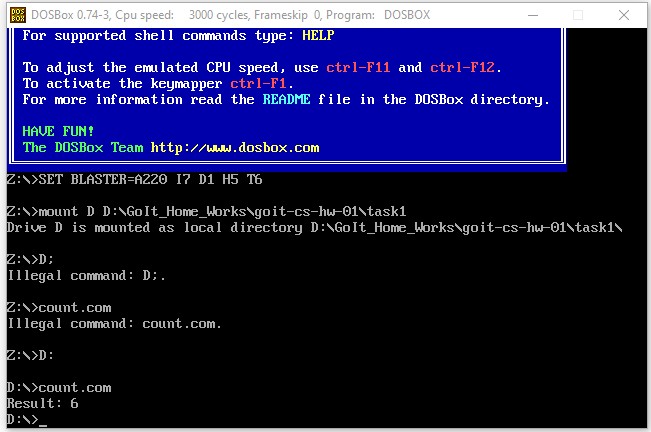 DOS
BOX
DOSBox 0.74-3, Cpu speed:    3000 cycles, Frameskip  0, Program:   DOSBOX
For supported shell commands type: HELP
To adjust the emulated CPU speed, use ctrl-F11 and ctrl-F12.
To activate the keymapper ctrl-F1.
For more information read the README file in the DOSBox directory.
HAVE FUN!
The DOSBox Team http://www.dosbox.com
Z:\>SET BLASTER=A220 I7 D1 H5 T6
Z:\>mount D D:\GoIt_Home_Works\goit-cs-hw-01\task1
Drive D is mounted as local directory D:\GoIt_Home_Works\goit-cs-hw-01\task1\
Z:\>D;
Illegal command: D;.
Z:\>count.com
Illegal command: count.com.
Z:\>D:
D:\>count.com
Result: 6
D:\>_